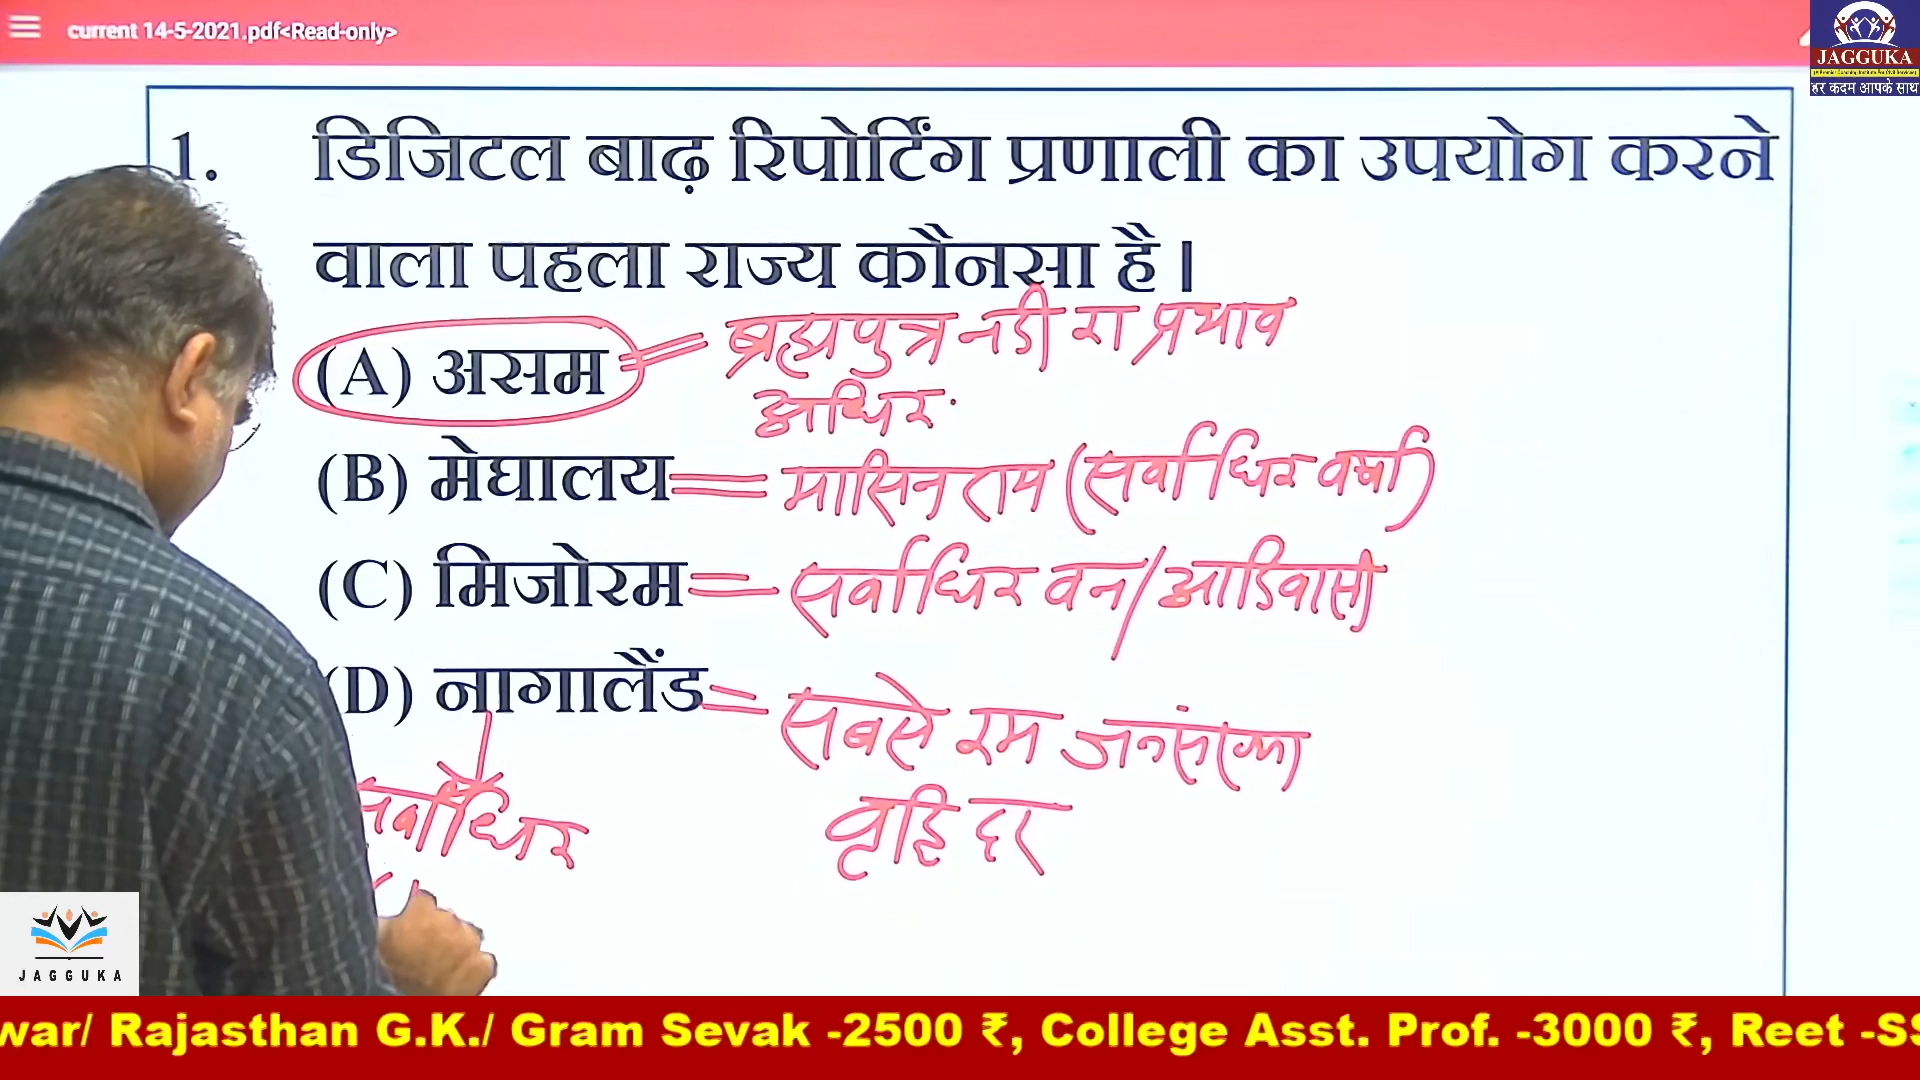 current 14-5-2021.pdf<Read-only>
JAGGUKA
हर कदम आपके साथ
1. डिजिटल बाढ़ रिपोर्टिंग प्रणाली का उपयोग करने
वाला पहला राज्य कौनसा है।
(A) असम = ब्रह्मपुत्र नदी का प्रभाव
अधिक
(B) मेघालय = मासिनराम (सर्वाधिक वर्षा)
(C) मिजोरम = सर्वाधिक वन/आदिवासी
(D) नागालैंड = सबसे कम जनसंख्या
वृद्धि दर
सर्वाधिक
JAGGUKA
war/ Rajasthan G.K./ Gram Sevak -2500 ₹, College Asst. Prof. -3000 ₹, Reet -SS